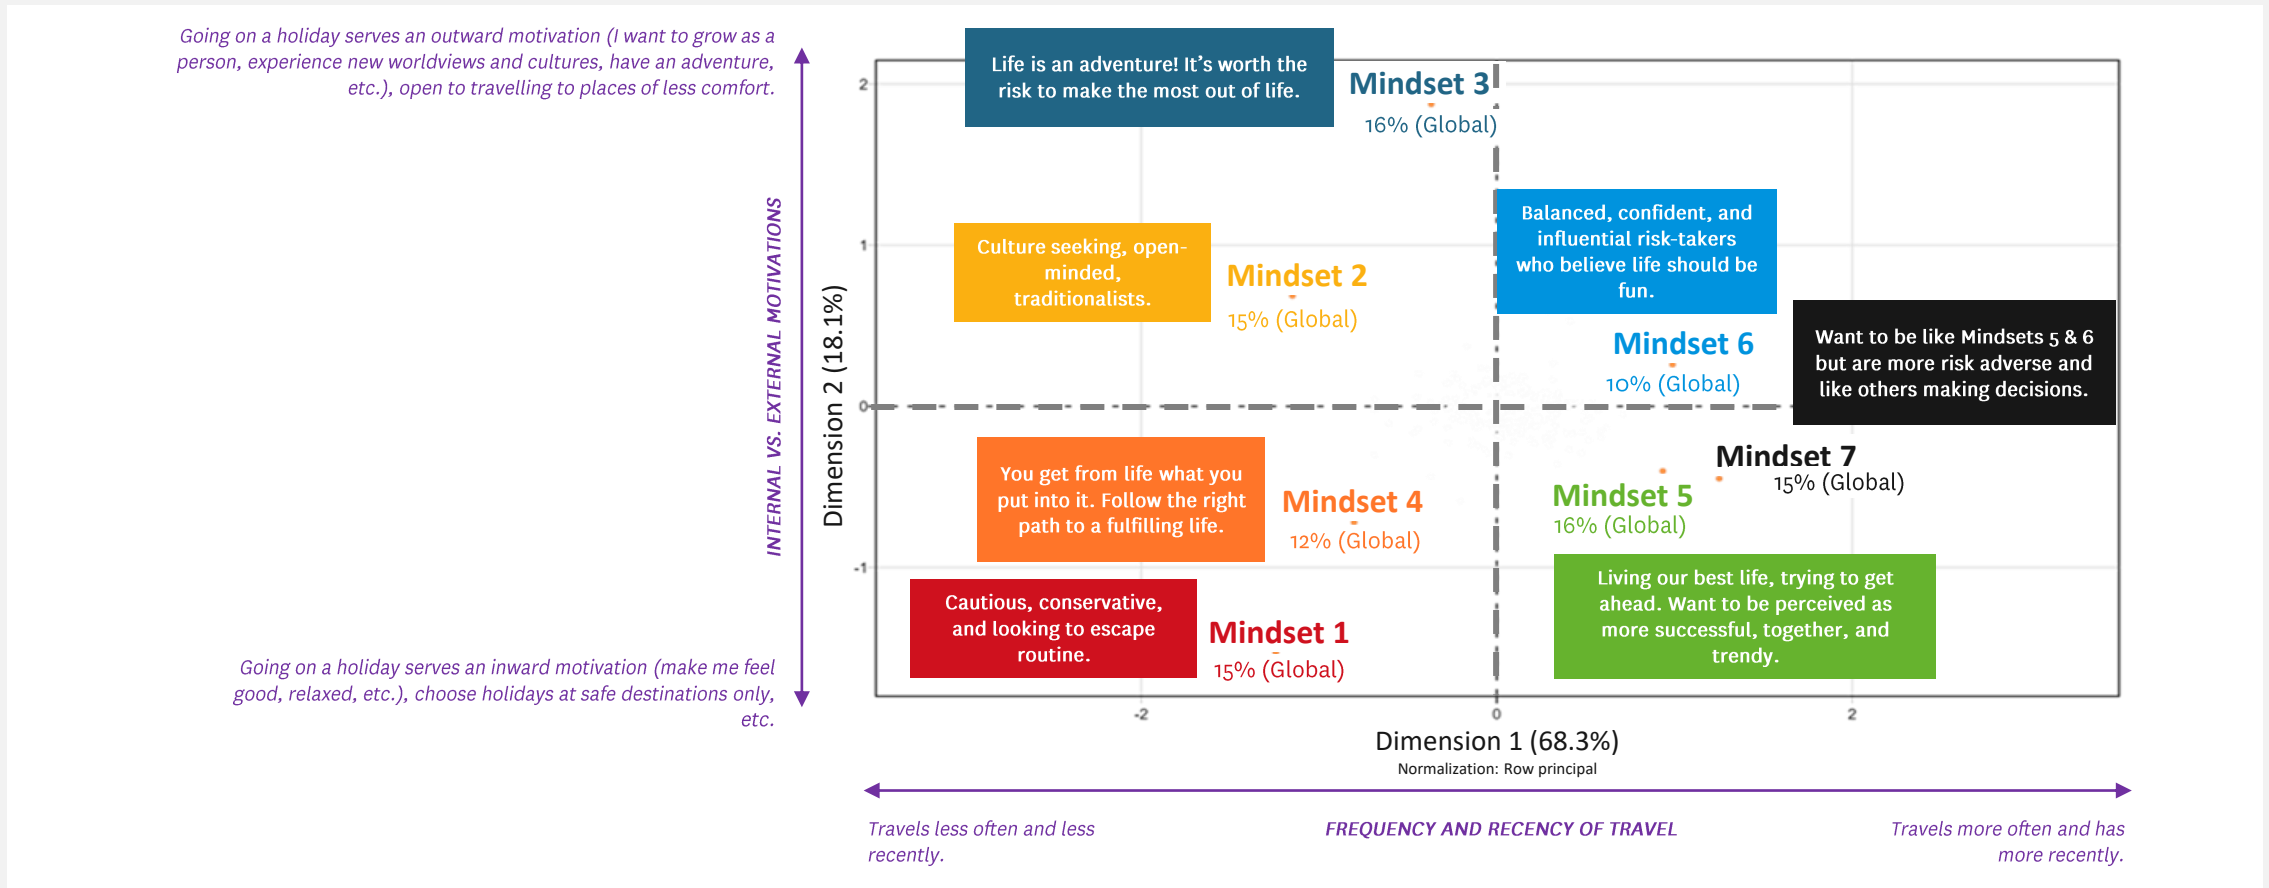 Going on a holiday serves an outward motivation (I want to grow as a
person, experience new worldviews and cultures, have an adventure,
etc.), open to travelling to places of less comfort.
INTERNAL VS. EXTERNAL MOTIVATIONS
Going on a holiday serves an inward motivation (make me feel
good, relaxed, etc.), choose holidays at safe destinations only,
etc.
Dimension 2 (18.1%)
2
1
0
-1
Life is an adventure! It's worth the
risk to make the most out of life.
Mindset 3
16% (Global)
Culture seeking, open-
minded,
traditionalists.
Mindset 2
15% (Global)
Balanced, confident, and
influential risk-takers
who believe life should be
fun.
Mindset 6
10% (Global)
Want to be like Mindsets 5 & 6
but are more risk adverse and
like others making decisions.
Mindset 7
15% (Global)
You get from life what you
put into it. Follow the right
path to a fulfilling life.
Mindset 4
12% (Global)
Mindset 5
16% (Global)
Living our best life, trying to get
ahead. Want to be perceived as
more successful, together, and
trendy.
Cautious, conservative,
and looking to escape
routine.
Mindset 1
15% (Global)
-2
0
2
Dimension 1 (68.3%)
Normalization: Row principal
Travels less often and less
recently.
FREQUENCY AND RECENCY OF TRAVEL
Travels more often and has
more recently.